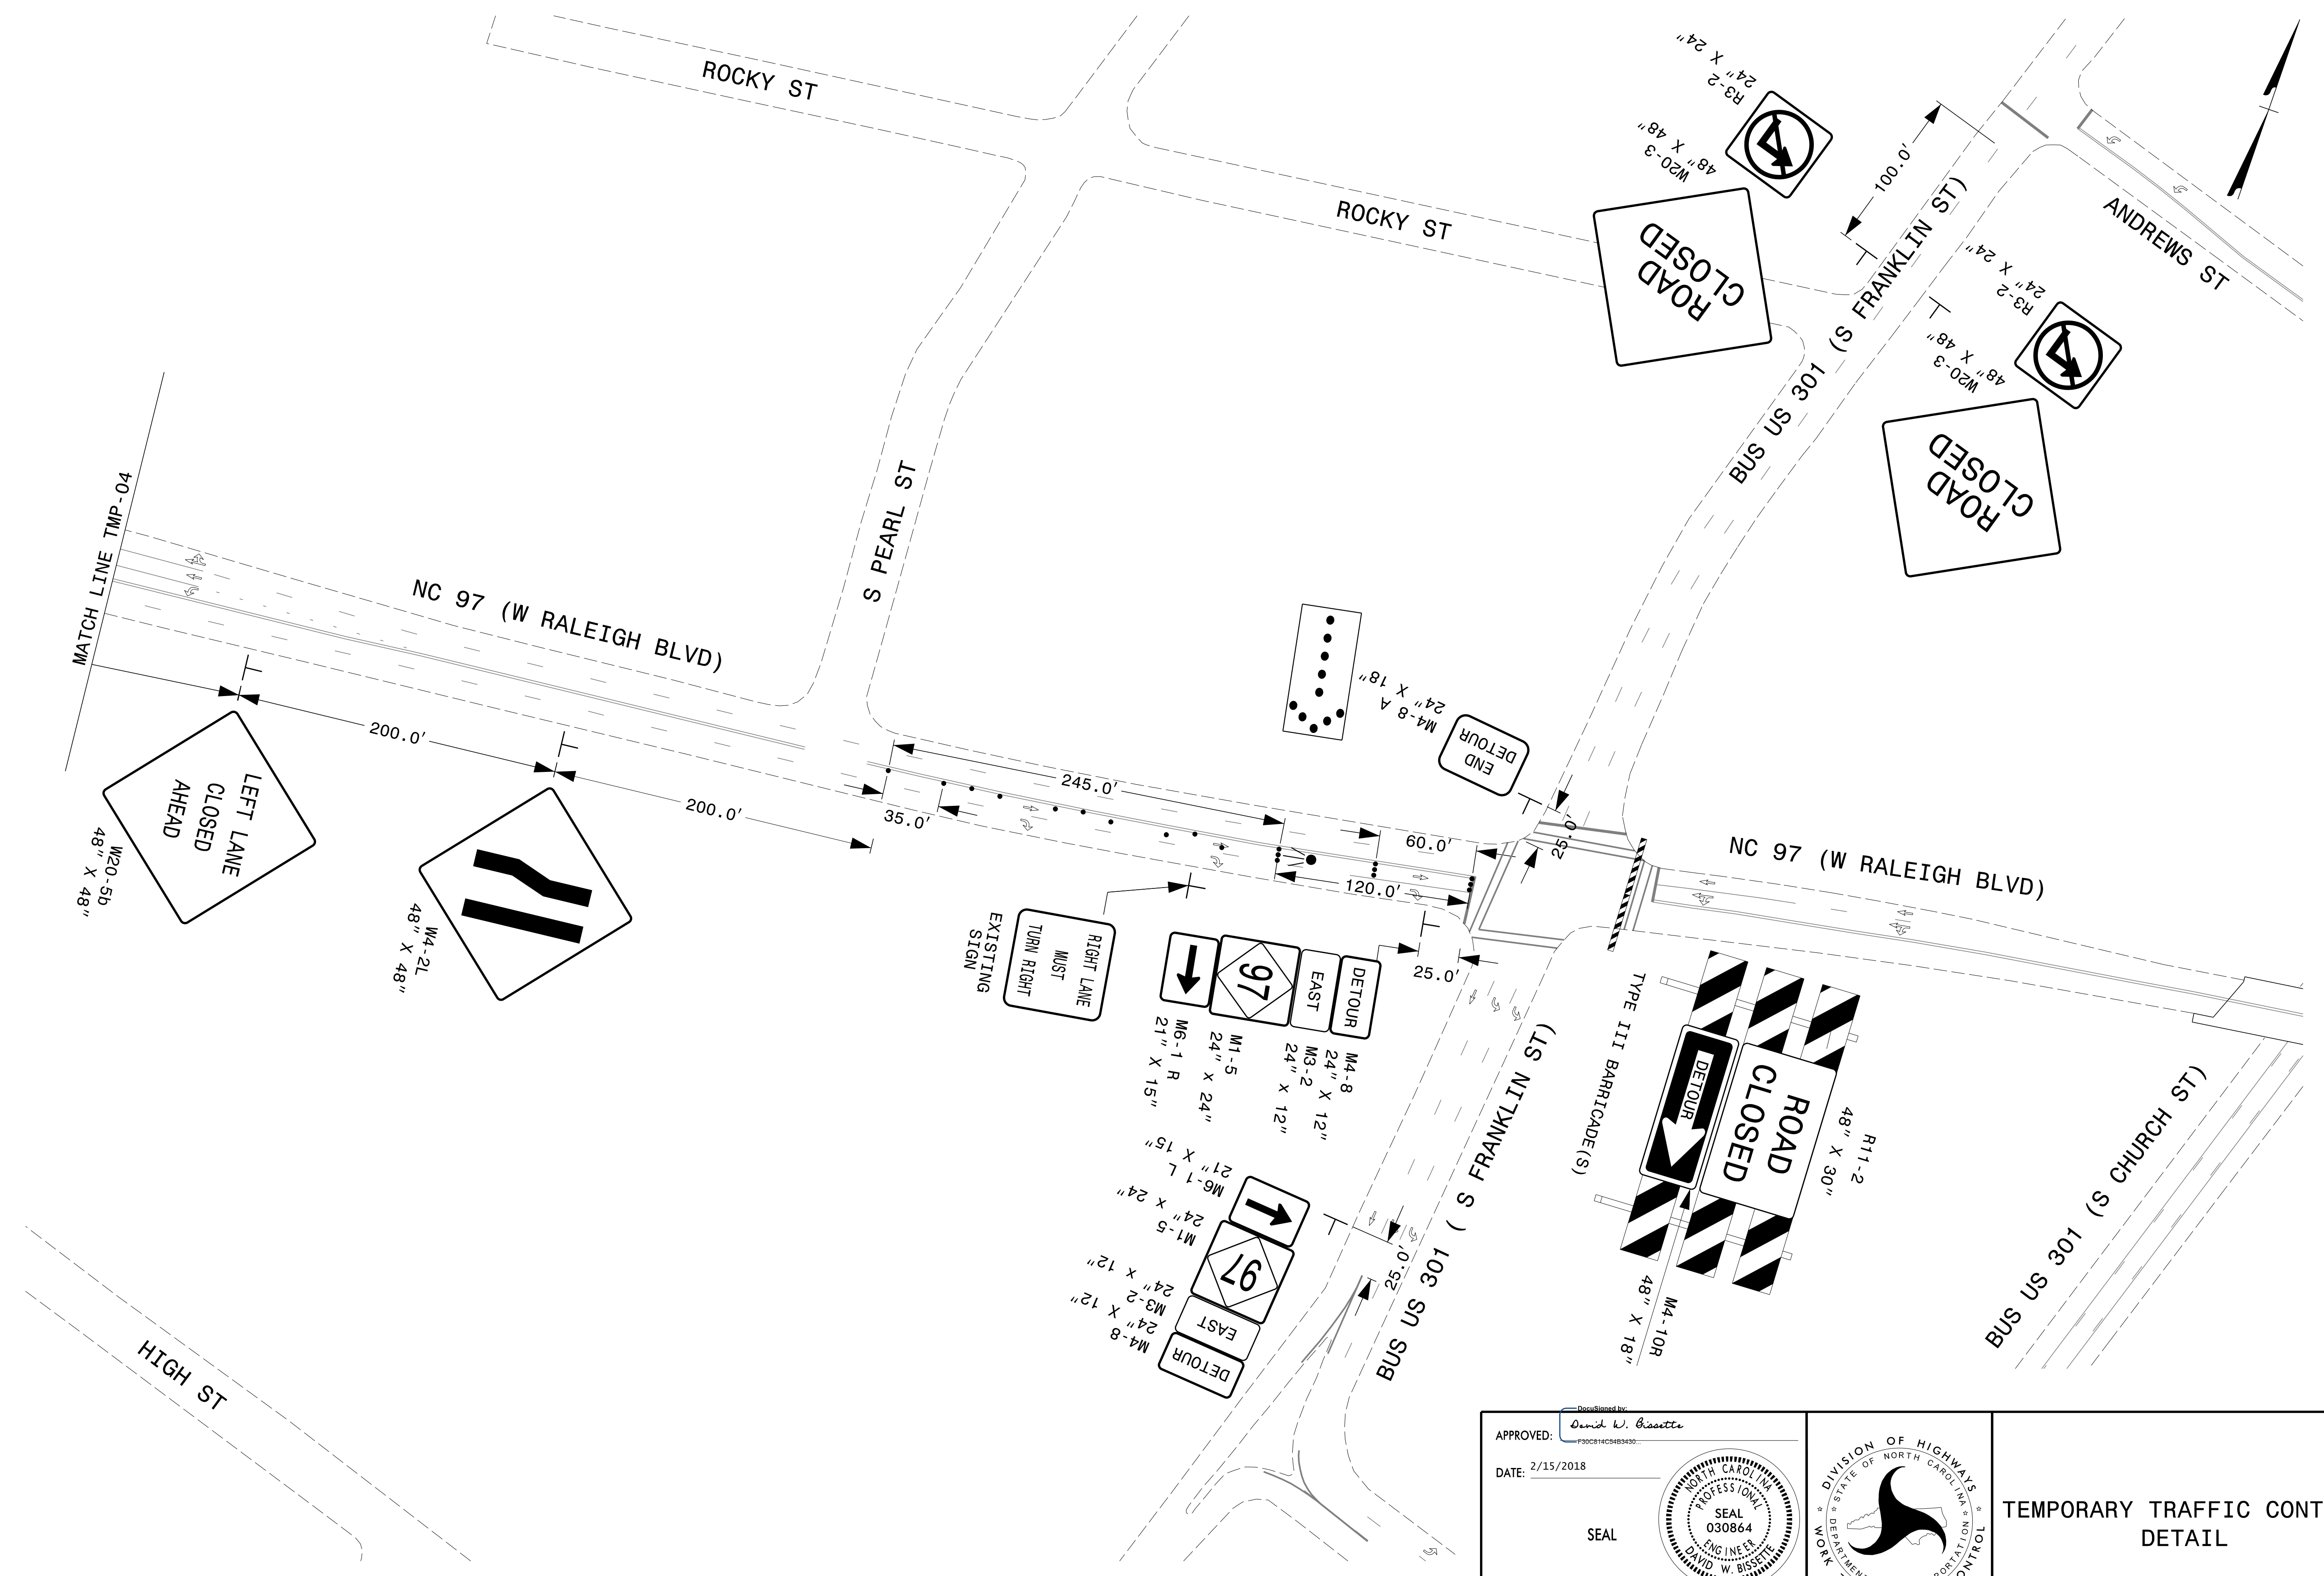 ROCKY ST
ROCKY ST
R3-2
24" X 24"
W20-3
48" X 48"
ROAD
CLOSED
100.0'
BUS US 301 (S FRANKLIN ST)
ANDREWS ST
R3-2
24" X 24"
W20-3
48" X 48"
ROAD
CLOSED
MATCH LINE TMP-04
NC 97 (W RALEIGH BLVD)
S PEARL ST
200.0'
200.0'
LEFT LANE
CLOSED
AHEAD
W20-5b
48" X 48"
W4-2L
48" X 48"
245.0'
35.0'
60.0'
120.0'
25.0'
25.0'
M4-8 A
24" X 18"
END
DETOUR
NC 97 (W RALEIGH BLVD)
EXISTING
SIGN
RIGHT LANE
MUST
TURN RIGHT
DETOUR
EAST
97
M4-8
24" X 12"
M3-2
24" x 12"
M1-5
24" x 24"
M6-1 R
21" X 15"
M6-1 L
21" X 15"
M1-5
24" x 24"
M3-2
24" x 12"
M4-8
24" X 12"
97
EAST
DETOUR
25.0'
BUS US 301 ( S FRANKLIN ST)
TYPE III BARRICADE(S)
ROAD
CLOSED
DETOUR
R11-2
48" X 30"
M4-10R
48" X 18"
BUS US 301 (S CHURCH ST)
HIGH ST
DocuSigned by:
APPROVED: David W. Bissette
F30C814C54B3430...
DATE: 2/15/2018
SEAL
NORTH CAROLINA
PROFESSIONAL
SEAL
030864
ENGINEER
DAVID W. BISSETTE
DIVISION OF HIGHWAYS
STATE OF NORTH CAROLINA
TEMPORARY TRAFFIC CONT
DETAIL